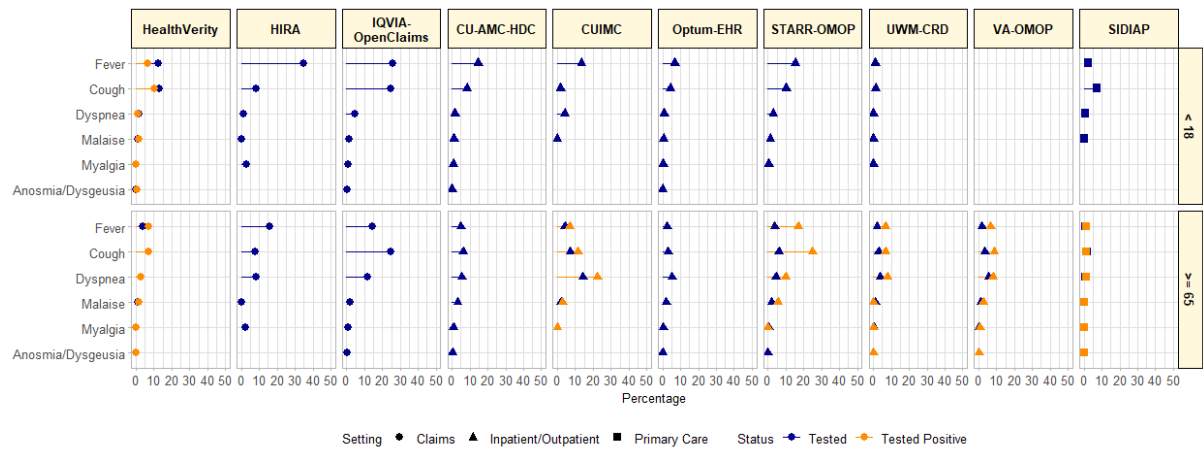 HealthVerity HIRA IQVIA-OpenClaims CU-AMC-HDC CUIMC Optum-EHR STARR-OMOP UWM-CRD VA-OMOP SIDIAP
Fever
Cough
Dyspnea
Malaise
Myalgia
Anosmia/Dysgeusia
< 18
Fever
Cough
Dyspnea
Malaise
Myalgia
Anosmia/Dysgeusia
>= 65
0 10 20 30 40 50 0 10 20 30 40 50 0 10 20 30 40 50 0 10 20 30 40 50 0 10 20 30 40 50 0 10 20 30 40 50 0 10 20 30 40 50 0 10 20 30 40 50 0 10 20 30 40 50 0 10 20 30 40 50
Percentage
Setting Claims Inpatient/Outpatient Primary Care Status Tested Tested Positive